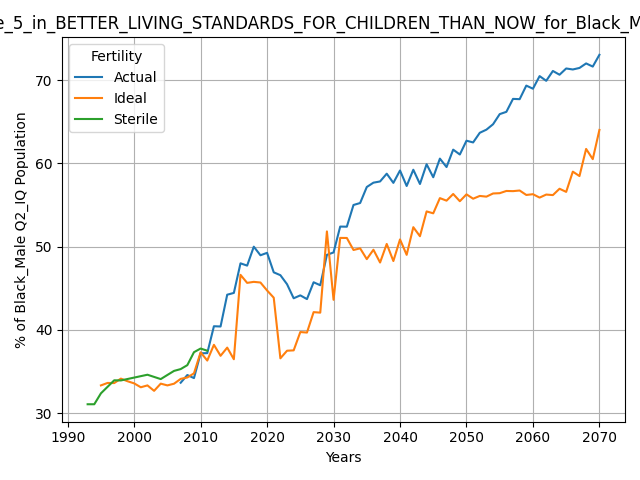 e_5_in_BETTER_LIVING_STANDARDS_FOR_CHILDREN_THAN_NOW_for_Black_M
Fertility
Actual
Ideal
Sterile
% of Black_Male Q2_IQ Population
70
60
50
40
30
1990 2000 2010 2020 2030 2040 2050 2060 2070
Years